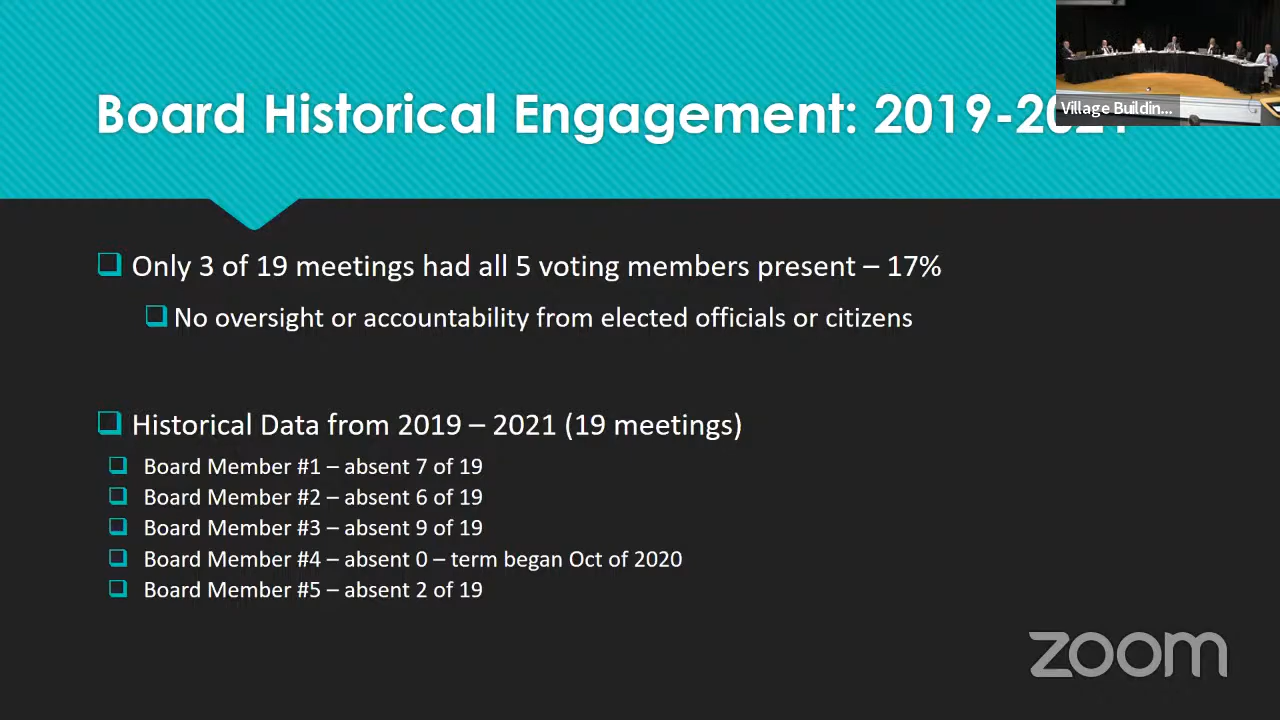 Board Historical Engagement: 2019-2021
Village Buildin...
Only 3 of 19 meetings had all 5 voting members present – 17%
No oversight or accountability from elected officials or citizens
Historical Data from 2019 – 2021 (19 meetings)
Board Member #1 – absent 7 of 19
Board Member #2 – absent 6 of 19
Board Member #3 – absent 9 of 19
Board Member #4 – absent 0 – term began Oct of 2020
Board Member #5 – absent 2 of 19
zoom